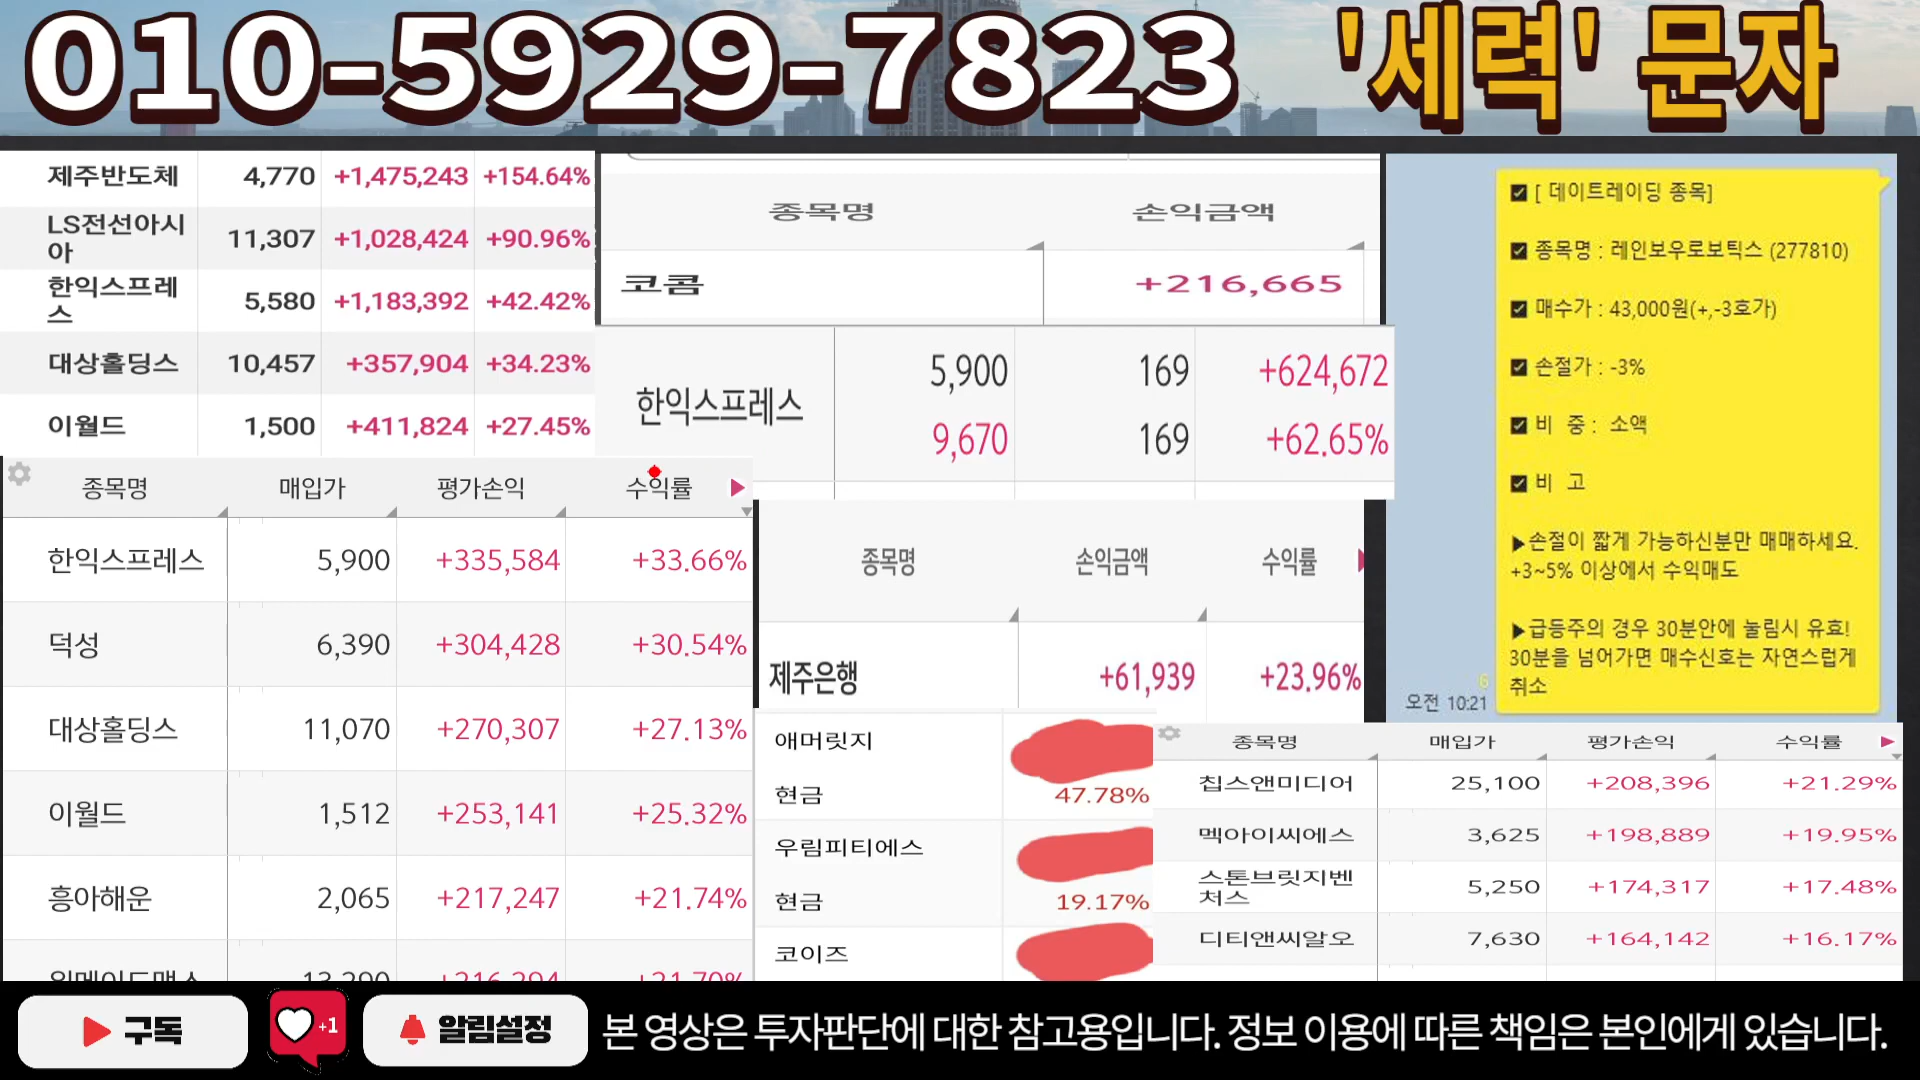 010-5929-7823 '세력' 문자
제주반도체 4,770 +1,475,243 +154.64%
LS전선아시아 11,307 +1,028,424 +90.96%
한익스프레스 5,580 +1,183,392 +42.42%
대상홀딩스 10,457 +357,904 +34.23%
이월드 1,500 +411,824 +27.45%
종목명 손익금액
코콤 +216,665
한익스프레스
5,900 169 +624,672
9,670 169 +62.65%
[ 데이트레이딩 종목]
종목명 : 레인보우로보틱스 (277810)
매수가 : 43,000원(+,-3호가)
손절가 : -3%
비 중 : 소액
비 고
▶손절이 짧게 가능하신분만 매매하세요.
+3~5% 이상에서 수익매도
▶급등주의 경우 30분안에 눌림시 유효!
30분을 넘어가면 매수신호는 자연스럽게
취소
6
오전 10:21
종목명 매입가 평가손익 수익률
한익스프레스 5,900 +335,584 +33.66%
덕성 6,390 +304,428 +30.54%
대상홀딩스 11,070 +270,307 +27.13%
이월드 1,512 +253,141 +25.32%
흥아해운 2,065 +217,247 +21.74%
종목명 손익금액 수익률
제주은행 +61,939 +23.96%
애머릿지
현금 47.78%
우림피티에스
현금 19.17%
코이즈
종목명 매입가 평가손익 수익률
칩스앤미디어 25,100 +208,396 +21.29%
멕아이씨에스 3,625 +198,889 +19.95%
스톤브릿지벤처스 5,250 +174,317 +17.48%
디티앤씨알오 7,630 +164,142 +16.17%
구독 +1 알림설정 본 영상은 투자판단에 대한 참고용입니다. 정보 이용에 따른 책임은 본인에게 있습니다.